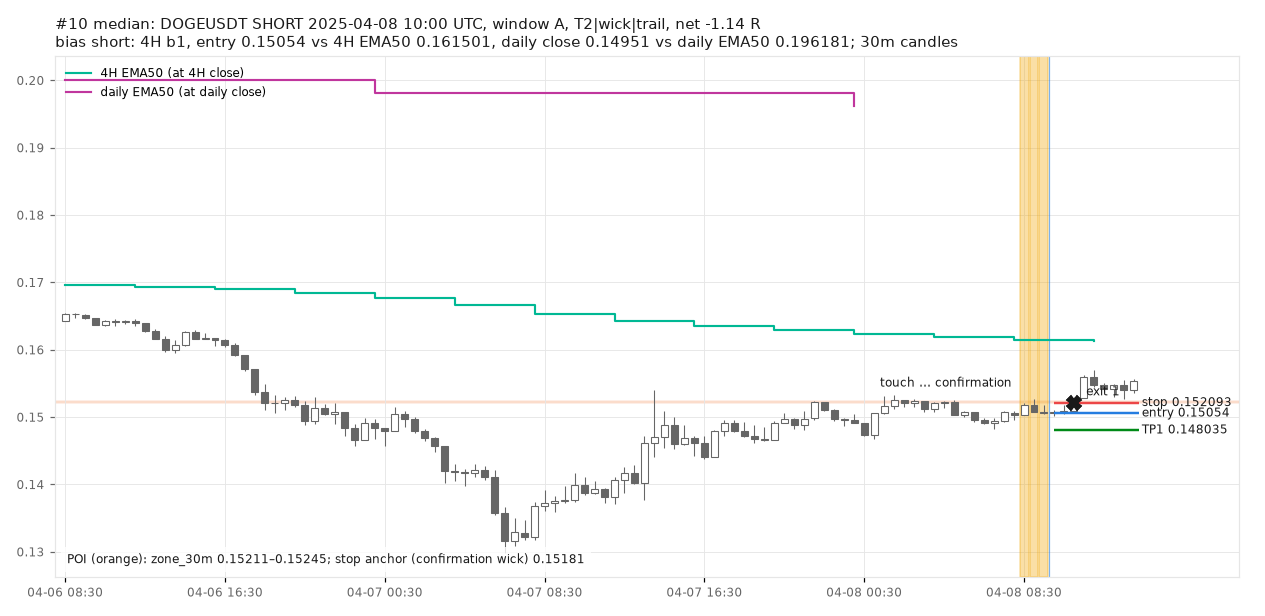 #10 median: DOGEUSDT SHORT 2025-04-08 10:00 UTC, window A, T2|wick|trail, net -1.14 R
bias short: 4H b1, entry 0.15054 vs 4H EMA50 0.161501, daily close 0.14951 vs daily EMA50 0.196181; 30m candles
4H EMA50 (at 4H close)
daily EMA50 (at daily close)
0.20
0.19
0.18
0.17
0.16
0.15
0.14
0.13
touch ... confirmation
exit 1
stop 0.152093
entry 0.15054
TP1 0.148035
POI (orange): zone_30m 0.15211–0.15245; stop anchor (confirmation wick) 0.15181
04-06 08:30
04-06 16:30
04-07 00:30
04-07 08:30
04-07 16:30
04-08 00:30
04-08 08:30